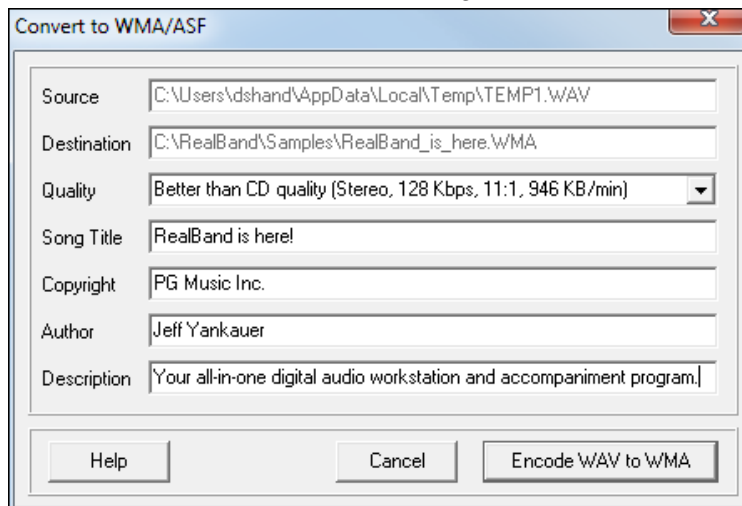 Convert to WMA/ASF
Source C:\Users\dshand\AppData\Local\Temp\TEMP1.WAV
Destination C:\RealBand\Samples\RealBand_is_here.WMA
Quality Better than CD quality (Stereo, 128 Kbps, 11:1, 946 KB/min)
Song Title RealBand is here!
Copyright PG Music Inc.
Author Jeff Yankauer
Description Your all-in-one digital audio workstation and accompaniment program.
Help Cancel Encode WAV to WMA